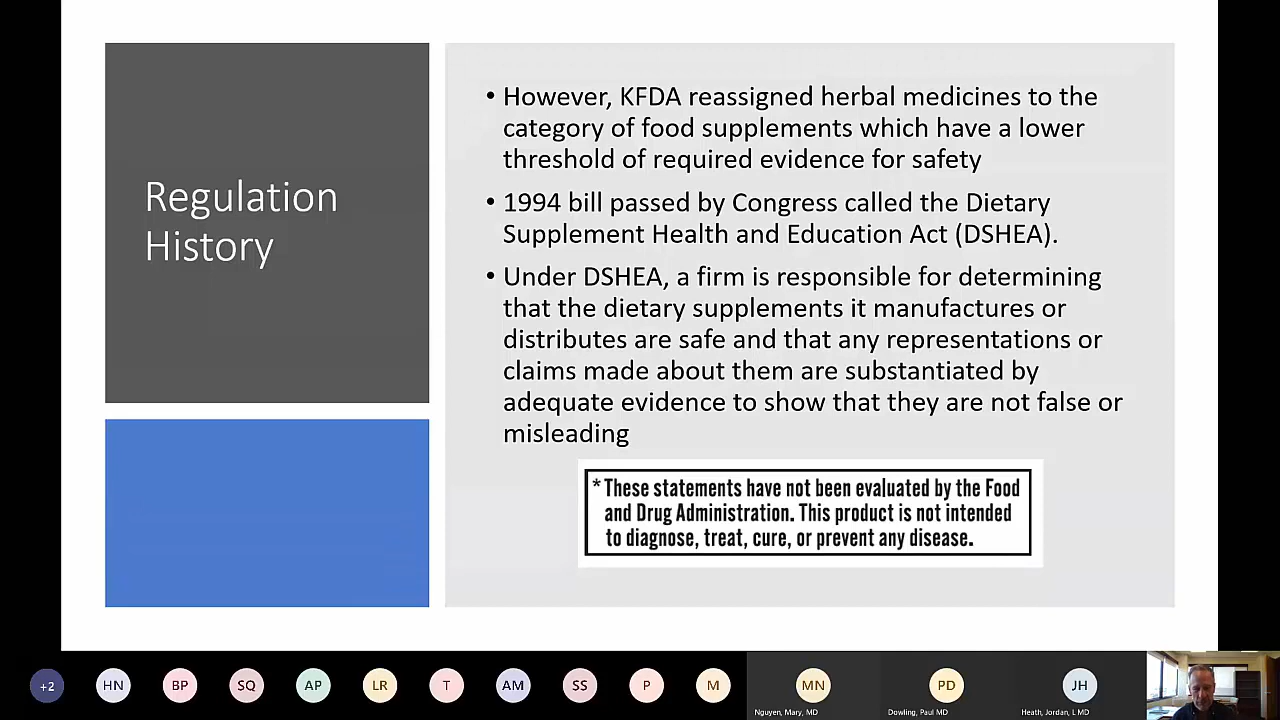 Regulation
History
• However, KFDA reassigned herbal medicines to the
category of food supplements which have a lower
threshold of required evidence for safety
• 1994 bill passed by Congress called the Dietary
Supplement Health and Education Act (DSHEA).
• Under DSHEA, a firm is responsible for determining
that the dietary supplements it manufactures or
distributes are safe and that any representations or
claims made about them are substantiated by
adequate evidence to show that they are not false or
misleading
* These statements have not been evaluated by the Food
and Drug Administration. This product is not intended
to diagnose, treat, cure, or prevent any disease.
+2 HN BP SQ AP LR T AM SS P M MN PD JH
Nguyen, Mary, MD Dowling, Paul MD Heath, Jordan, L MD